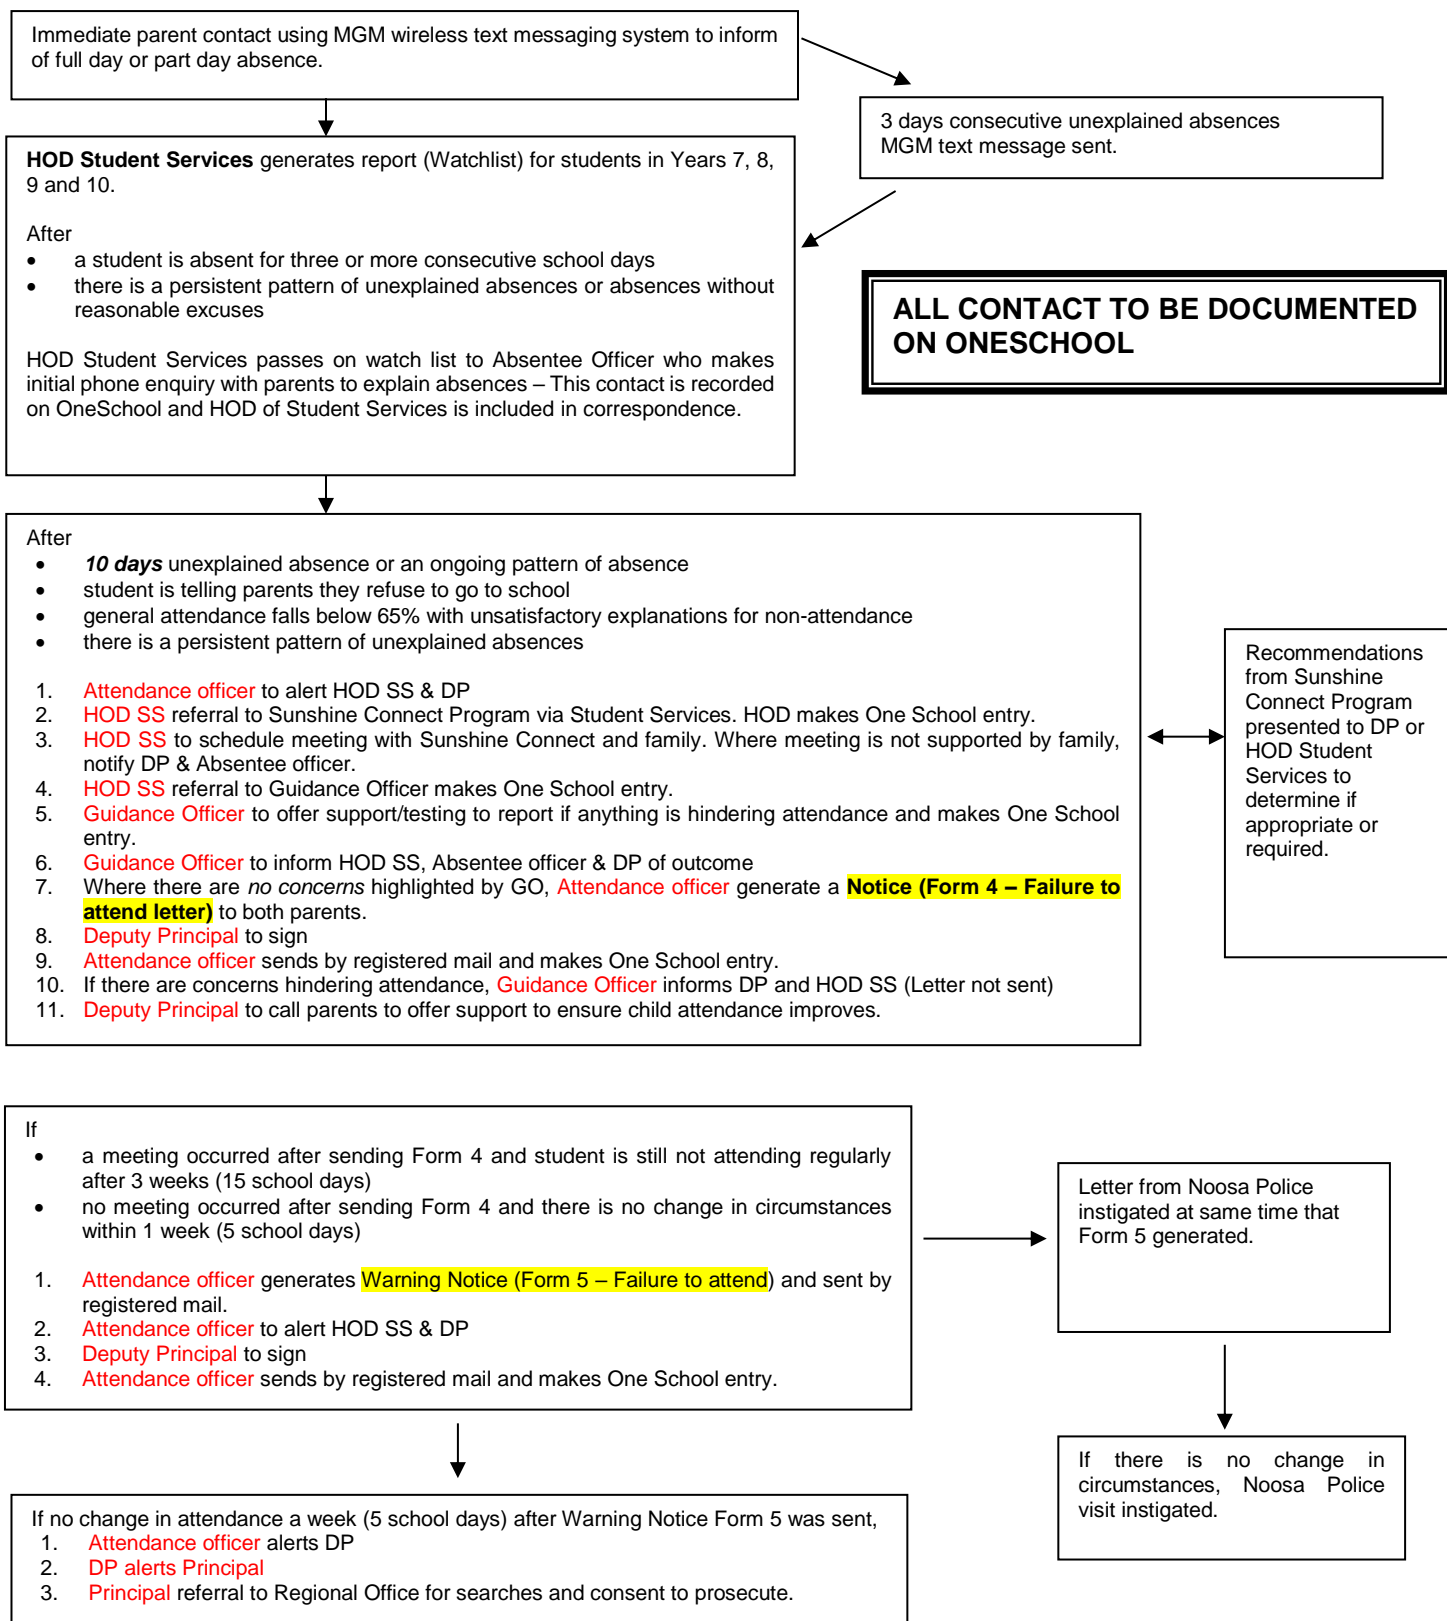 Immediate parent contact using MGM wireless text messaging system to inform
of full day or part day absence.
3 days consecutive unexplained absences
MGM text message sent.
HOD Student Services generates report (Watchlist) for students in Years 7, 8,
9 and 10.
After
• a student is absent for three or more consecutive school days
• there is a persistent pattern of unexplained absences or absences without
reasonable excuses
HOD Student Services passes on watch list to Absentee Officer who makes
initial phone enquiry with parents to explain absences – This contact is recorded
on OneSchool and HOD of Student Services is included in correspondence.
ALL CONTACT TO BE DOCUMENTED
ON ONESCHOOL
After
• 10 days unexplained absence or an ongoing pattern of absence
• student is telling parents they refuse to go to school
• general attendance falls below 65% with unsatisfactory explanations for non-attendance
• there is a persistent pattern of unexplained absences
1. Attendance officer to alert HOD SS & DP
2. HOD SS referral to Sunshine Connect Program via Student Services. HOD makes One School entry.
3. HOD SS to schedule meeting with Sunshine Connect and family. Where meeting is not supported by family,
notify DP & Absentee officer.
4. HOD SS referral to Guidance Officer makes One School entry.
5. Guidance Officer to offer support/testing to report if anything is hindering attendance and makes One School
entry.
6. Guidance Officer to inform HOD SS, Absentee officer & DP of outcome
7. Where there are no concerns highlighted by GO, Attendance officer generate a Notice (Form 4 – Failure to
attend letter) to both parents.
8. Deputy Principal to sign
9. Attendance officer sends by registered mail and makes One School entry.
10. If there are concerns hindering attendance, Guidance Officer informs DP and HOD SS (Letter not sent)
11. Deputy Principal to call parents to offer support to ensure child attendance improves.
Recommendations
from Sunshine
Connect Program
presented to DP or
HOD Student
Services to
determine if
appropriate or
required.
If
• a meeting occurred after sending Form 4 and student is still not attending regularly
after 3 weeks (15 school days)
• no meeting occurred after sending Form 4 and there is no change in circumstances
within 1 week (5 school days)
1. Attendance officer generates Warning Notice (Form 5 – Failure to attend) and sent by
registered mail.
2. Attendance officer to alert HOD SS & DP
3. Deputy Principal to sign
4. Attendance officer sends by registered mail and makes One School entry.
Letter from Noosa Police
instigated at same time that
Form 5 generated.
If there is no change in
circumstances, Noosa Police
visit instigated.
If no change in attendance a week (5 school days) after Warning Notice Form 5 was sent,
1. Attendance officer alerts DP
2. DP alerts Principal
3. Principal referral to Regional Office for searches and consent to prosecute.